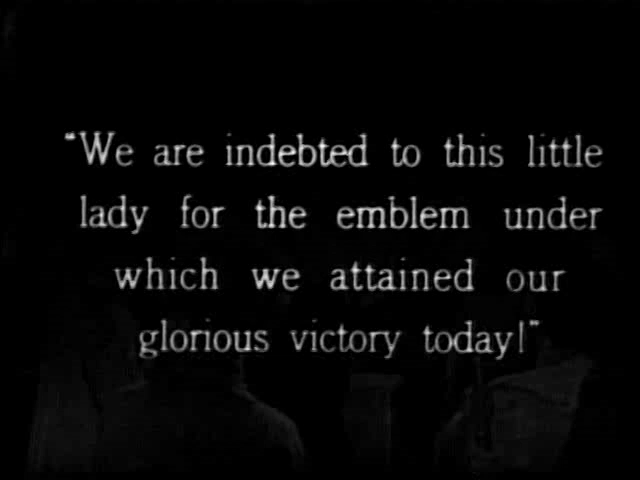 "We are indebted to this little
lady for the emblem under
which we attained our
glorious victory today!"